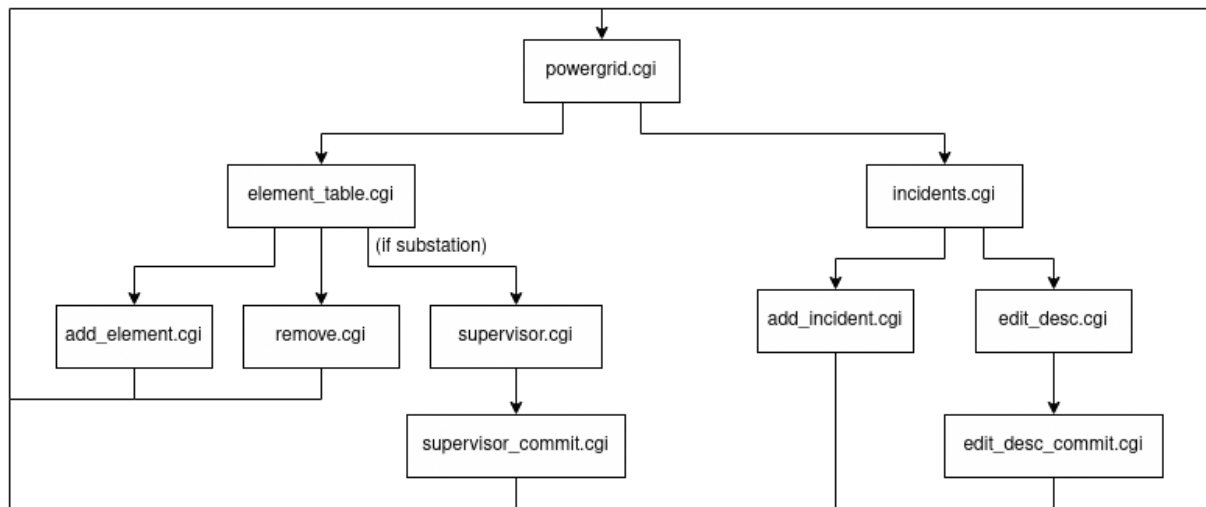 powergrid.cgi
element_table.cgi
incidents.cgi
(if substation)
add_element.cgi
remove.cgi
supervisor.cgi
add_incident.cgi
edit_desc.cgi
supervisor_commit.cgi
edit_desc_commit.cgi